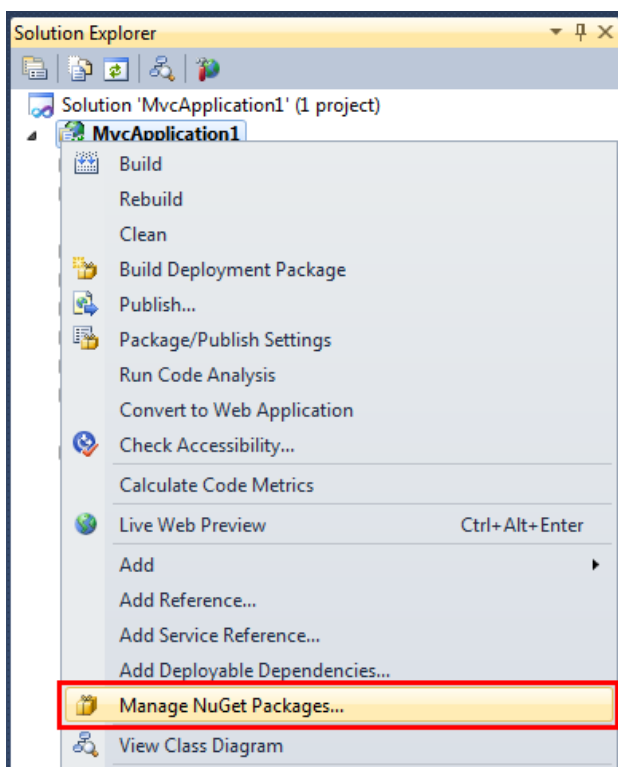 Solution Explorer
Solution 'MvcApplication1' (1 project)
MvcApplication1
Build
Rebuild
Clean
Build Deployment Package
Publish...
Package/Publish Settings
Run Code Analysis
Convert to Web Application
Check Accessibility...
Calculate Code Metrics
Live Web Preview Ctrl+Alt+Enter
Add
Add Reference...
Add Service Reference...
Add Deployable Dependencies...
Manage NuGet Packages...
View Class Diagram